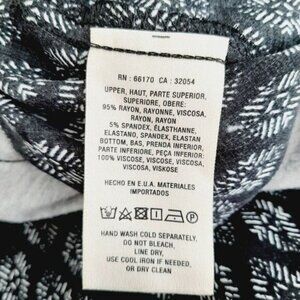 RN : 66170 CA : 32054
UPPER, HAUT, PARTE SUPERIOR,
SUPERIORE, OBERE:
95% RAYON, RAYONNE, VISCOSA,
RAYON, RAYON
5% SPANDEX, ELASTHANNE,
ELASTANO, SPANDEX, ELASTAN
BOTTOM, BAS, PRENDA INFERIOR,
PARTE INFERIORE, PEÇA INFERIOR:
100% VISCOSE, VISCOSE, VISCOSA,
VISCOSA, VISKOSE
HECHO EN E.U.A. MATERIALES
IMPORTADOS
HAND WASH COLD SEPARATELY,
DO NOT BLEACH,
LINE DRY,
USE COOL IRON IF NEEDED,
OR DRY CLEAN